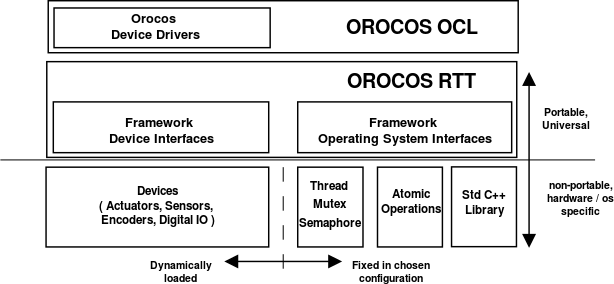 Orocos
Device Drivers
OROCOS OCL
OROCOS RTT
Framework
Device Interfaces
Framework
Operating System Interfaces
Portable,
Universal
Devices
( Actuators, Sensors,
Encoders, Digital IO )
Thread
Mutex
Semaphore
Atomic
Operations
Std C++
Library
non-portable,
hardware / os
specific
Dynamically
loaded
Fixed in chosen
configuration